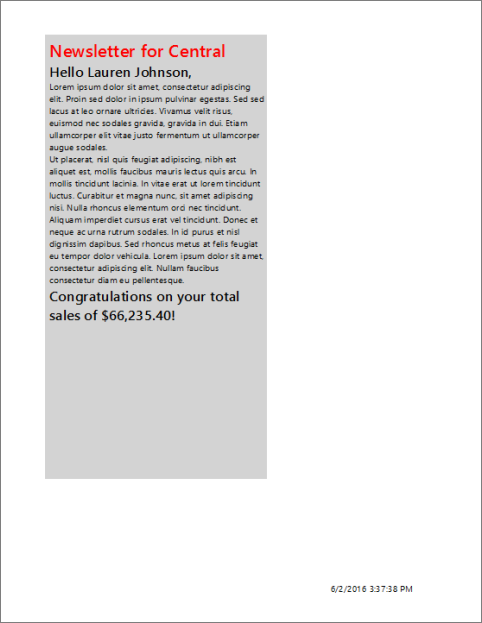 Newsletter for Central
Hello Lauren Johnson,
Lorem ipsum dolor sit amet, consectetur adipiscing
elit. Proin sed dolor in ipsum pulvinar egestas. Sed sed
lacus at leo ornare ultricies. Vivamus velit risus,
euismod nec sodales gravida, gravida in dui. Etiam
ullamcorper elit vitae justo fermentum ut ullamcorper
augue sodales.
Ut placerat, nisl quis feugiat adipiscing, nibh est
aliquet est, mollis faucibus mauris lectus quis arcu. In
mollis tincidunt lacinia. In vitae erat ut lorem tincidunt
luctus. Curabitur et magna nunc, sit amet adipiscing
nisi. Nulla rhoncus elementum orci nec tincidunt.
Aliquam imperdiet cursus erat vel tincidunt. Donec et
neque ac urna rutrum sodales. In id purus et nisl
dignissim dapibus. Sed rhoncus metus at felis feugiat
eu tempor dolor vehicula. Lorem ipsum dolor sit amet,
consectetur adipiscing elit. Nullam faucibus
consectetur diam eu pellentesque.
Congratulations on your total
sales of $66,235.40!
6/2/2016 3:37:38 PM